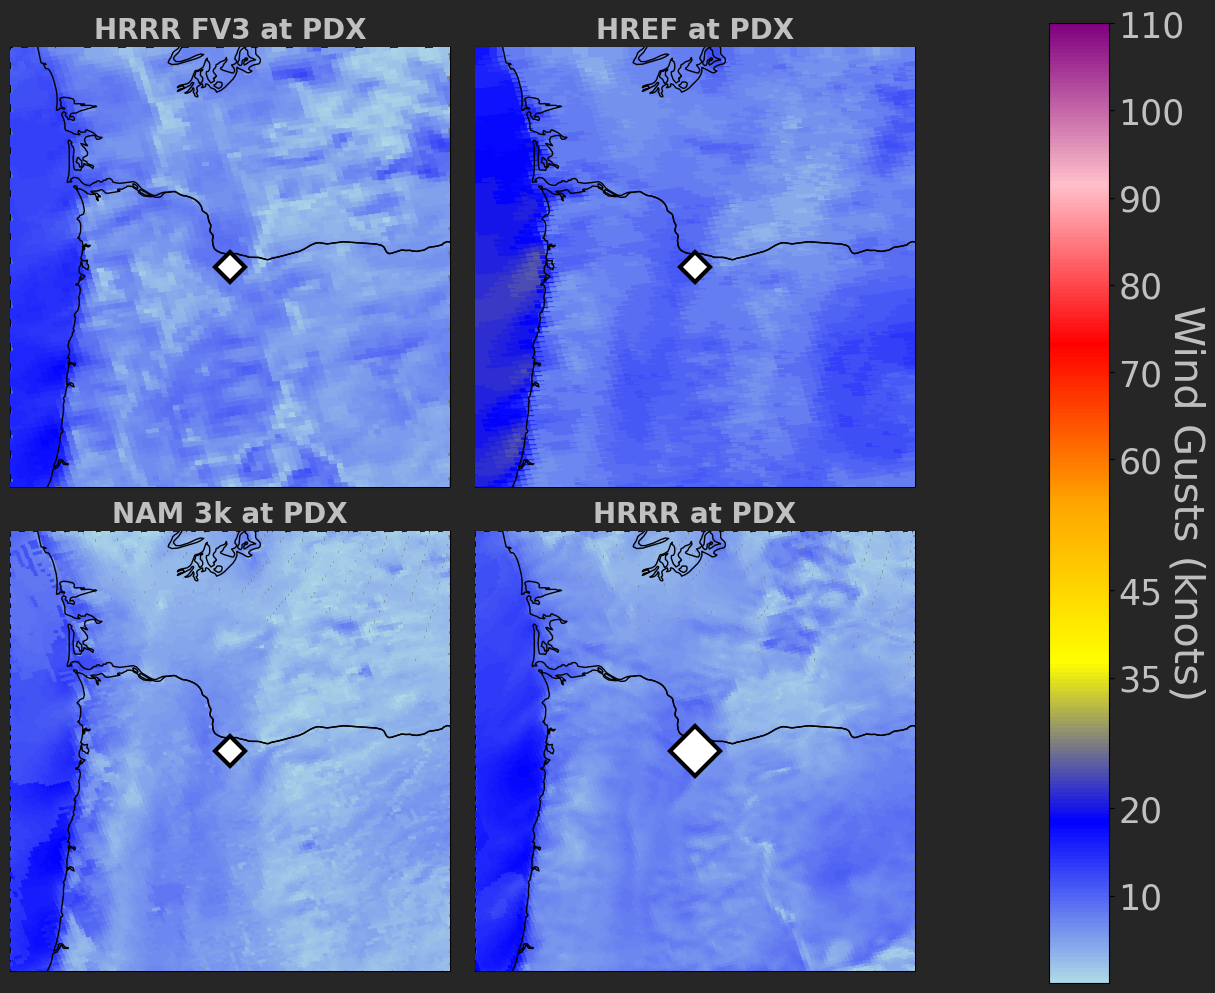 HRRR FV3 at PDX
HREF at PDX
NAM 3k at PDX
HRRR at PDX
110
100
90
80
70
60
45
35
20
10
Wind Gusts (knots)